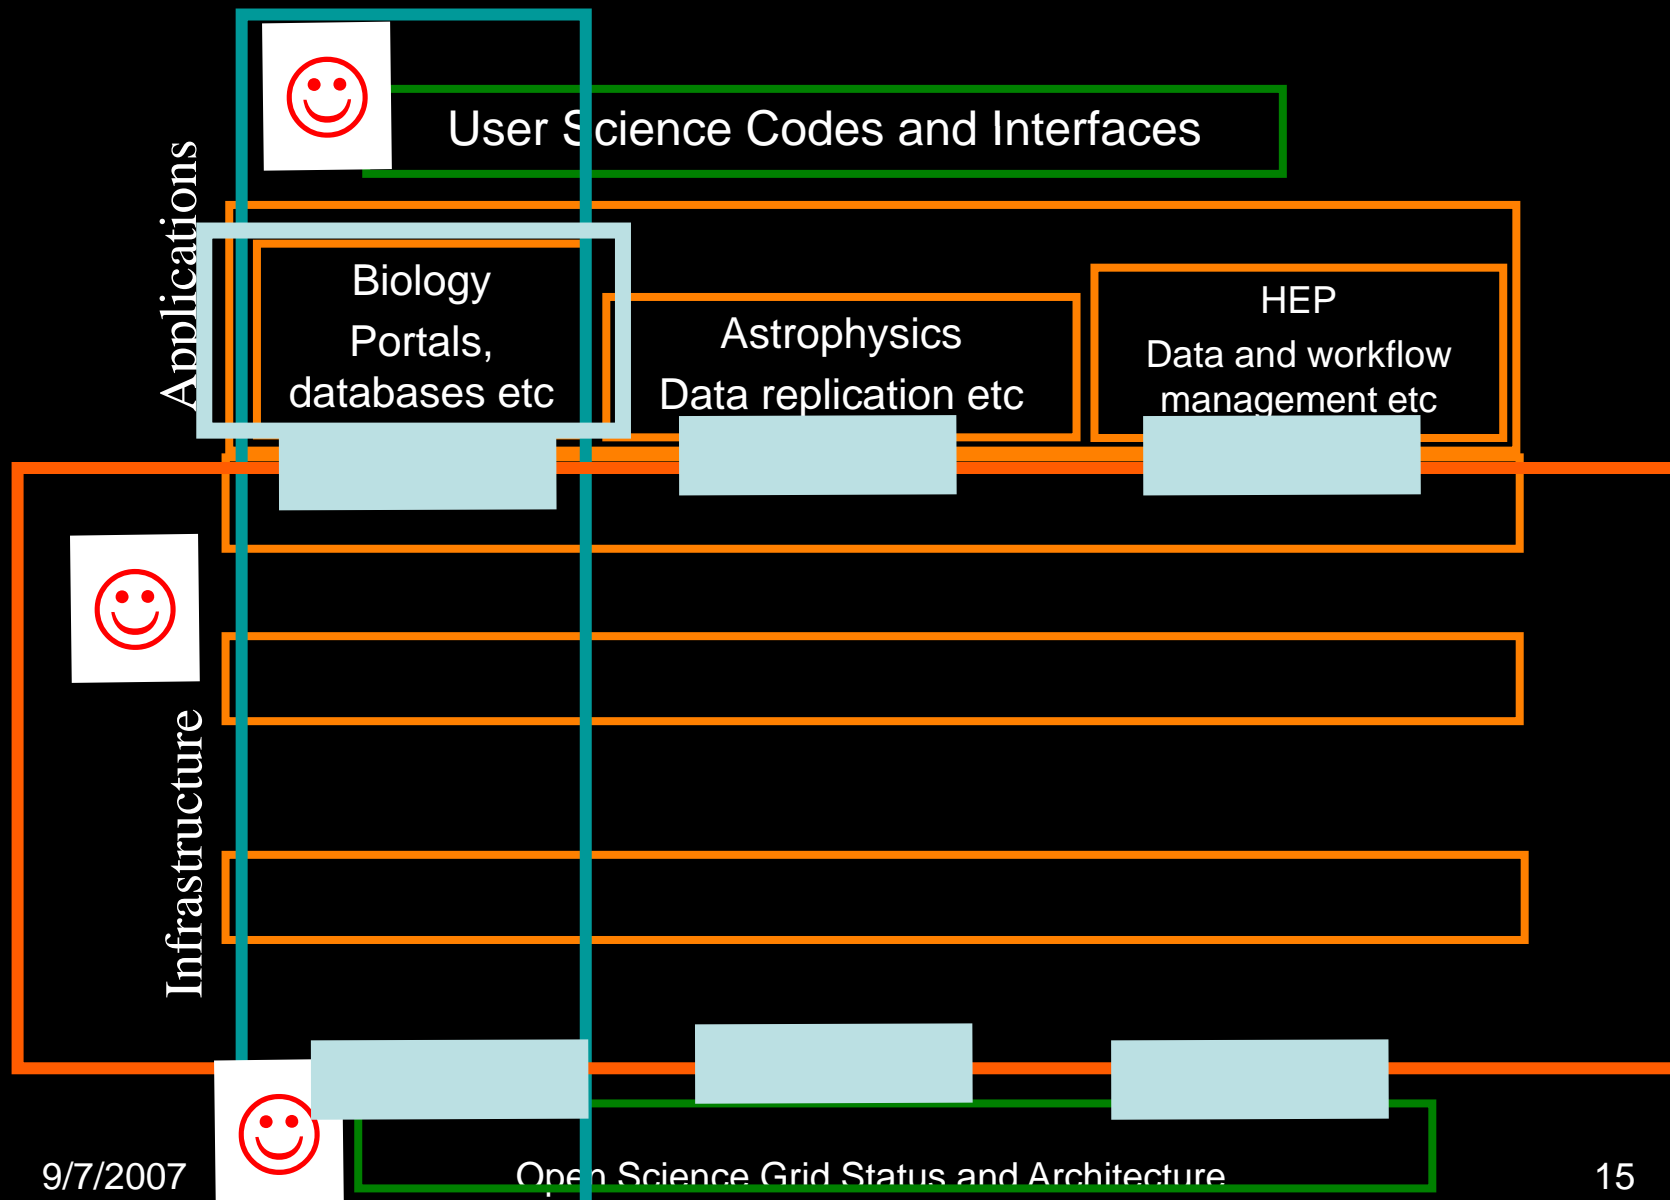 User Science Codes and Interfaces
Applications
Biology
Portals,
databases etc
Astrophysics
Data replication etc
HEP
Data and workflow
management etc
Infrastructure
9/7/2007
Open Science Grid Status and Architecture
15